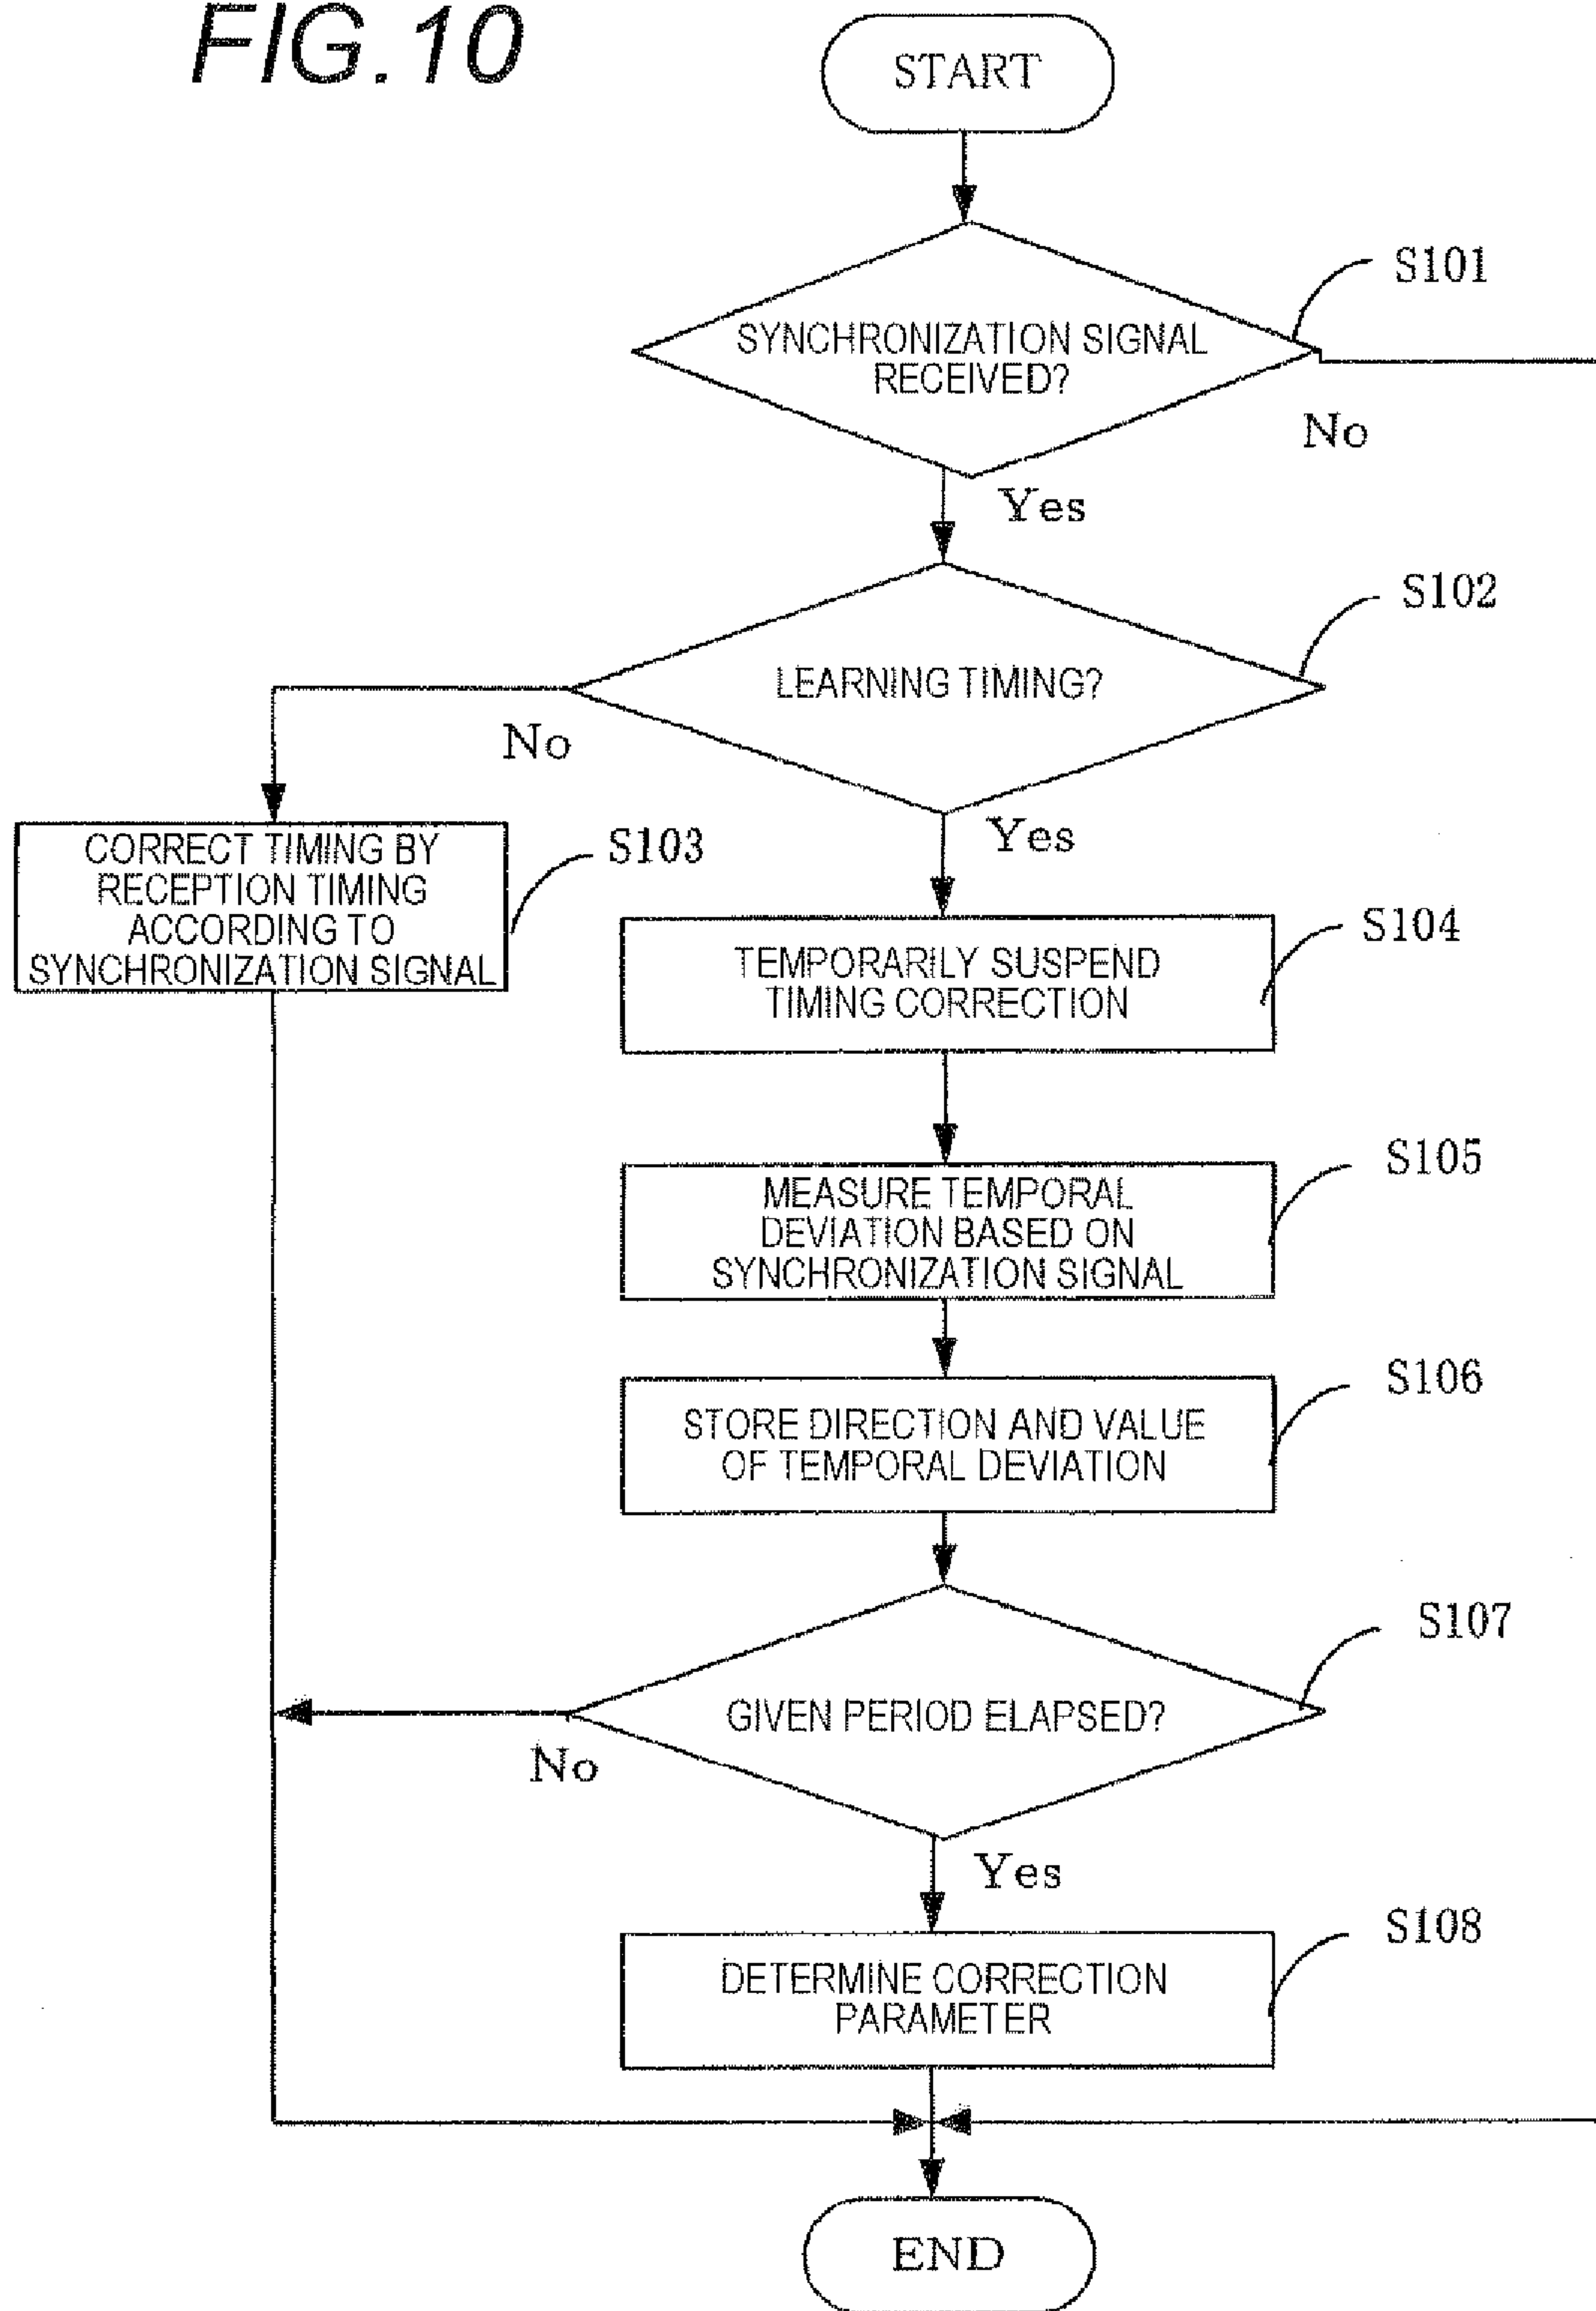 FIG.10
START
SYNCHRONIZATION SIGNAL
RECEIVED?
S101
No
Yes
LEARNING TIMING?
S102
No
Yes
CORRECT TIMING BY
RECEPTION TIMING
ACCORDING TO
SYNCHRONIZATION SIGNAL
S103
TEMPORARILY SUSPEND
TIMING CORRECTION
S104
MEASURE TEMPORAL
DEVIATION BASED ON
SYNCHRONIZATION SIGNAL
S105
STORE DIRECTION AND VALUE
OF TEMPORAL DEVIATION
S106
GIVEN PERIOD ELAPSED?
S107
No
Yes
DETERMINE CORRECTION
PARAMETER
S108
END